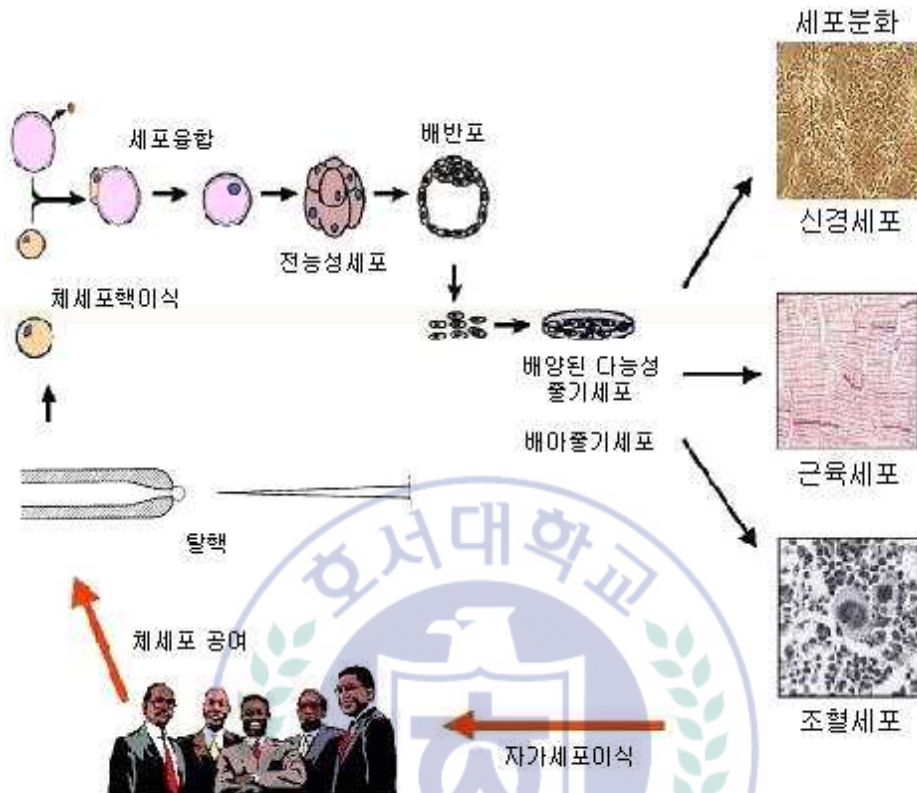 세포분화
세포융합
배반포
신경세포
전능성세포
체세포핵이식
배양된 다능성
줄기세포
배아줄기세포
근육세포
탈핵
호서대학교
체세포 공여
조혈세포
자가세포이식